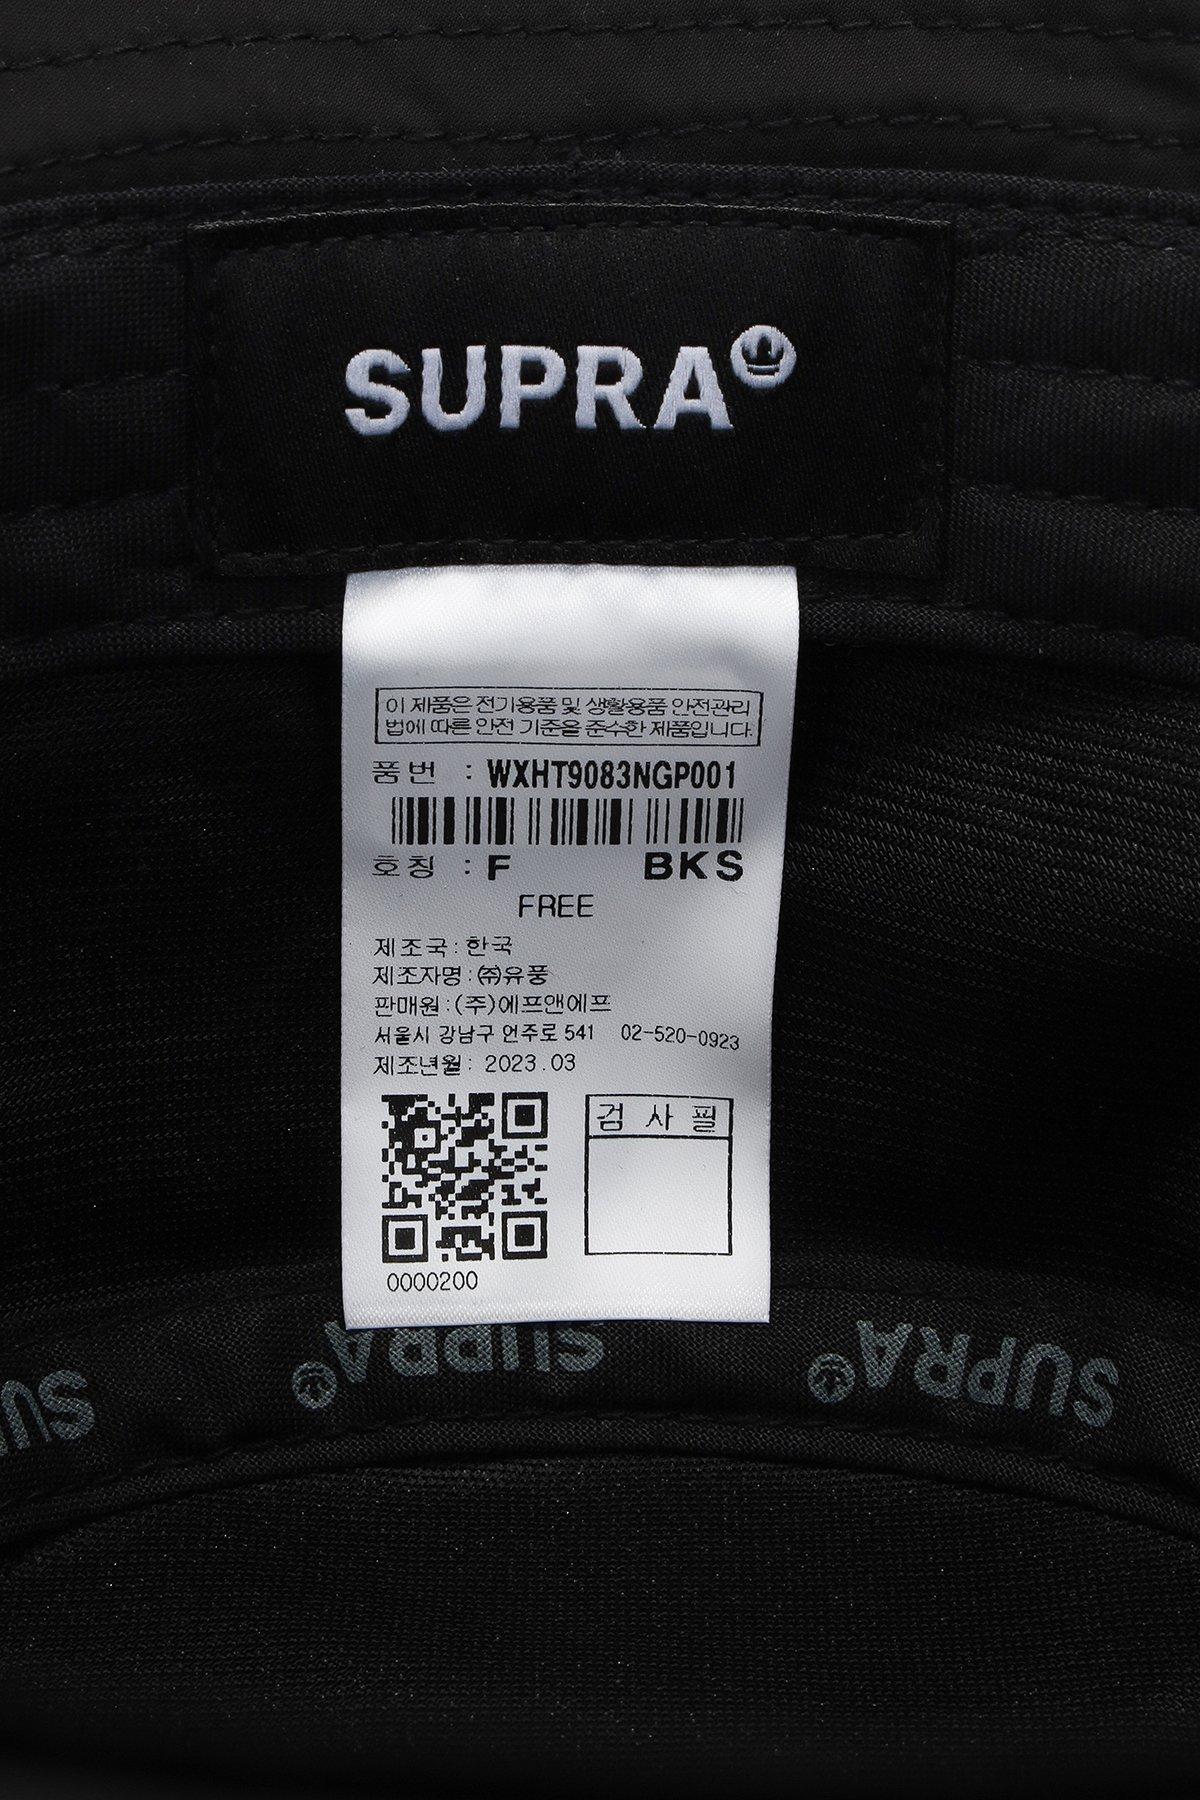 SUPRA
이 제품은 전기용품 및 생활용품 안전관리
법에 따른 안전 기준을 준수한 제품입니다.
품번 : WXHT9083NGP001
호칭 : F BKS
FREE
제조국 : 한국
제조자명 : ㈜유풍
판매원 : (주)에프앤에프
서울시 강남구 언주로 541 02-520-0923
제조년월 : 2023.03
검사필
0000200
SU
SUPRA
SUPRA